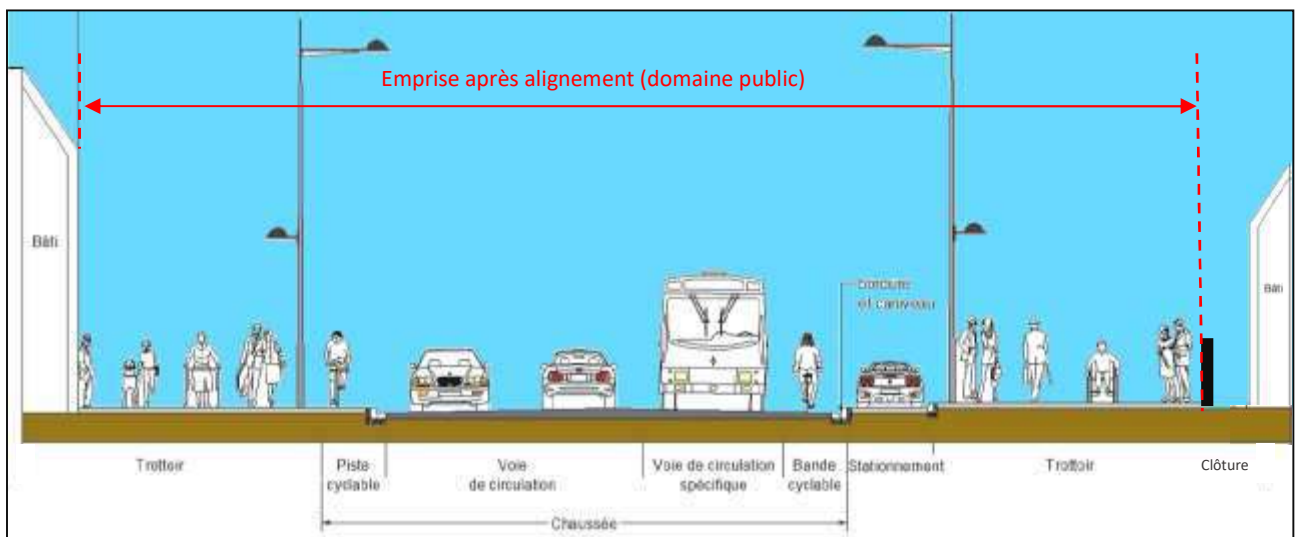 Emprise après alignement (domaine public)
Bâti
Bâti
bordure
et caniveau
Trottoir
Piste
cyclable
Voie
de circulation
Voie de circulation
spécifique
Bande
cyclable
Stationnement
Trottoir
Clôture
Chaussée